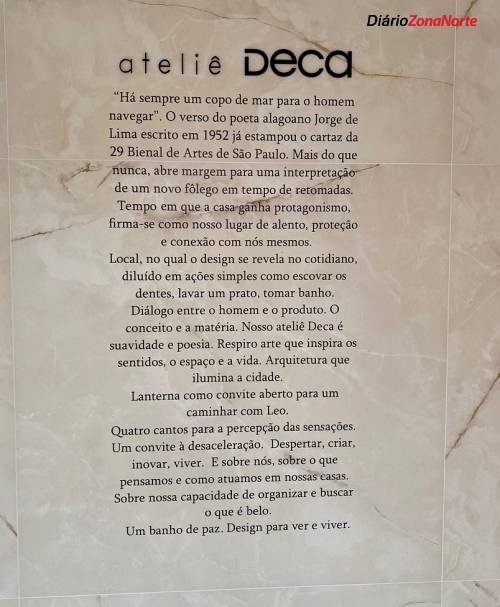 DiárioZonaNorte
ateliê Deca
“Há sempre um copo de mar para o homem
navegar”. O verso do poeta alagoano Jorge de
Lima escrito em 1952 já estampou o cartaz da
29 Bienal de Artes de São Paulo. Mais do que
nunca, abre margem para uma interpretação
de um novo fôlego em tempo de retomadas.
Tempo em que a casa ganha protagonismo,
firma-se como nosso lugar de alento, proteção
e conexão com nós mesmos.
Local, no qual o design se revela no cotidiano,
diluído em ações simples como escovar os
dentes, lavar um prato, tomar banho.
Diálogo entre o homem e o produto. O
conceito e a matéria. Nosso ateliê Deca é
suavidade e poesia. Respiro arte que inspira os
sentidos, o espaço e a vida. Arquitetura que
ilumina a cidade.
Lanterna como convite aberto para um
caminhar com Leo.
Quatro cantos para a percepção das sensações.
Um convite à desaceleração. Despertar, criar,
inovar, viver. E sobre nós, sobre o que
pensamos e como atuamos em nossas casas.
Sobre nossa capacidade de organizar e buscar
o que é belo.
Um banho de paz. Design para ver e viver.